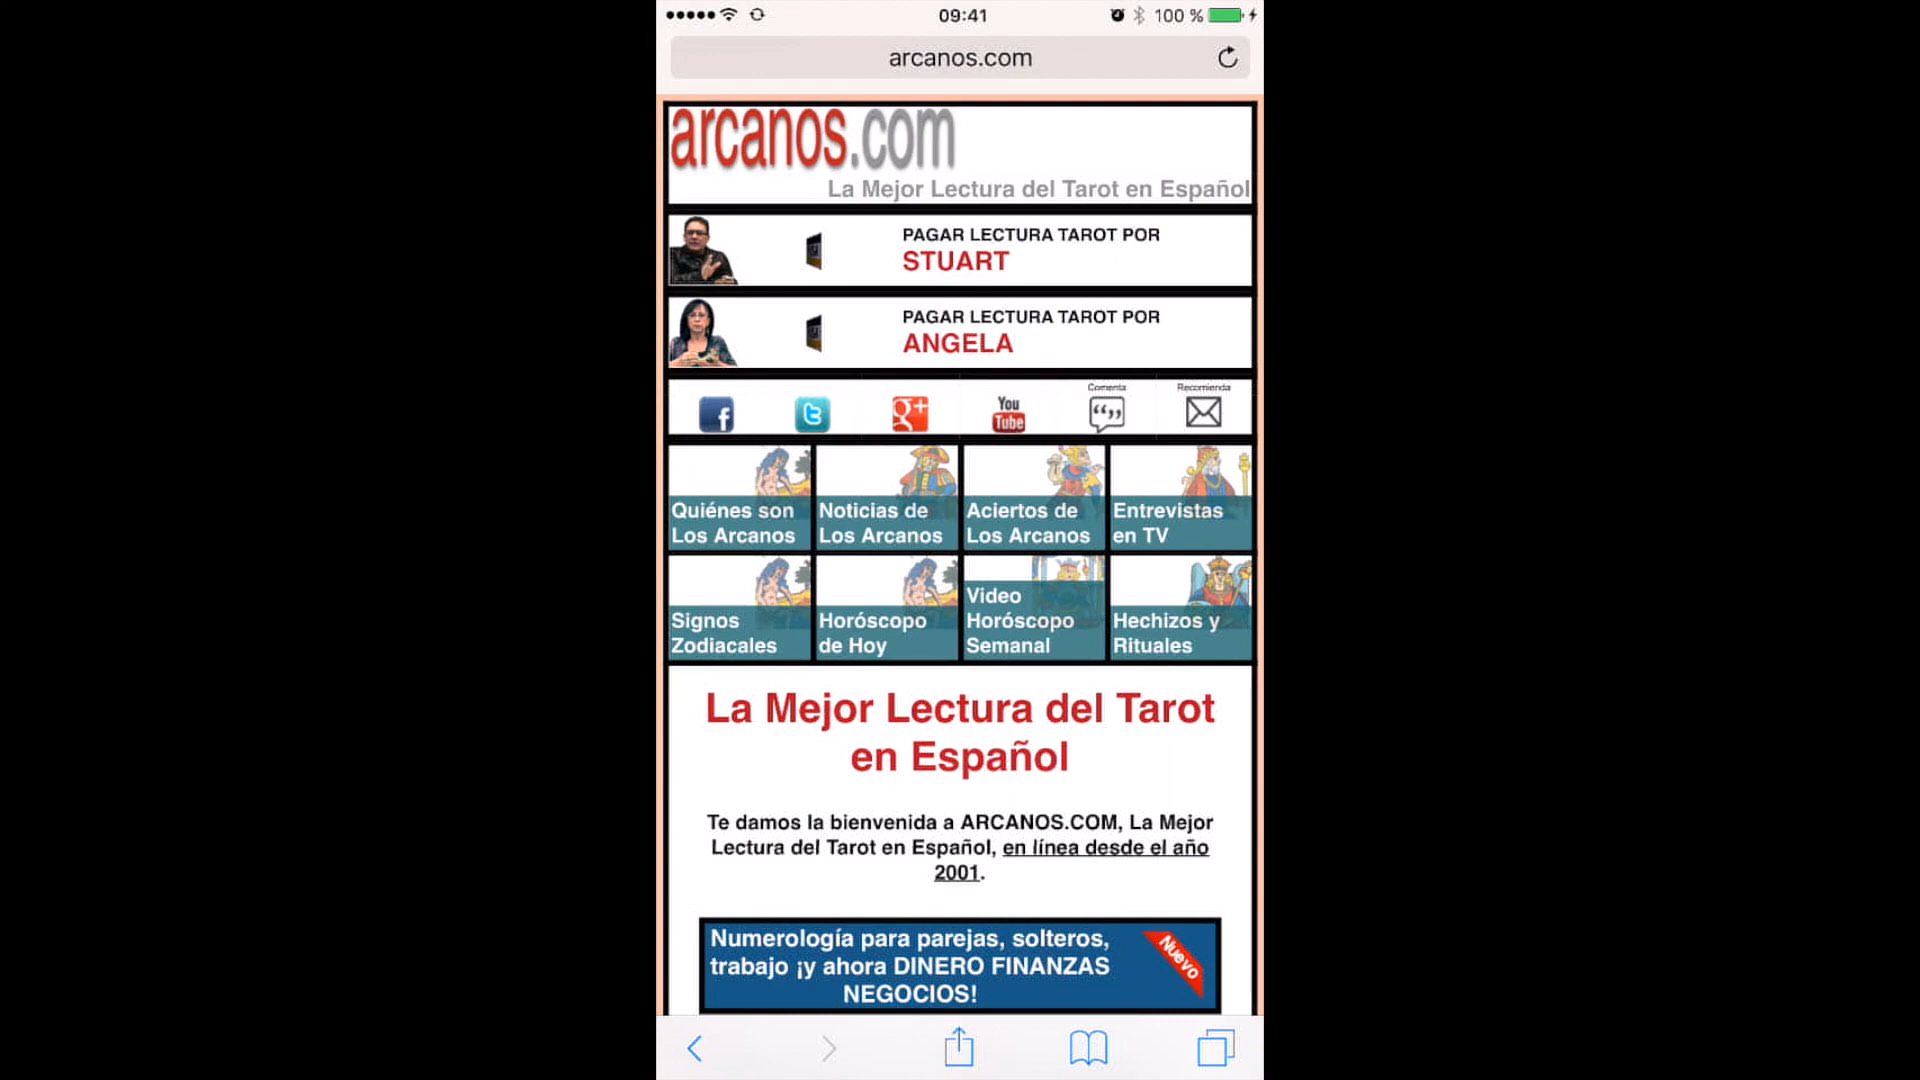 09:41
100 %
arcanos.com
arcanos.com
La Mejor Lectura del Tarot en Español
PAGAR LECTURA TAROT POR
STUART
PAGAR LECTURA TAROT POR
ANGELA
Comenta
Recomienda
f
t
g+
You
Tube
Quiénes son
Los Arcanos
Noticias de
Los Arcanos
Aciertos de
Los Arcanos
Entrevistas
en TV
Signos
Zodiacales
Horóscopo
de Hoy
Video
Horóscopo
Semanal
Hechizos y
Rituales
La Mejor Lectura del Tarot
en Español
Te damos la bienvenida a ARCANOS.COM, La Mejor
Lectura del Tarot en Español, en línea desde el año
2001.
Numerología para parejas, solteros,
trabajo ¡y ahora DINERO FINANZAS
NEGOCIOS!
Nuevo